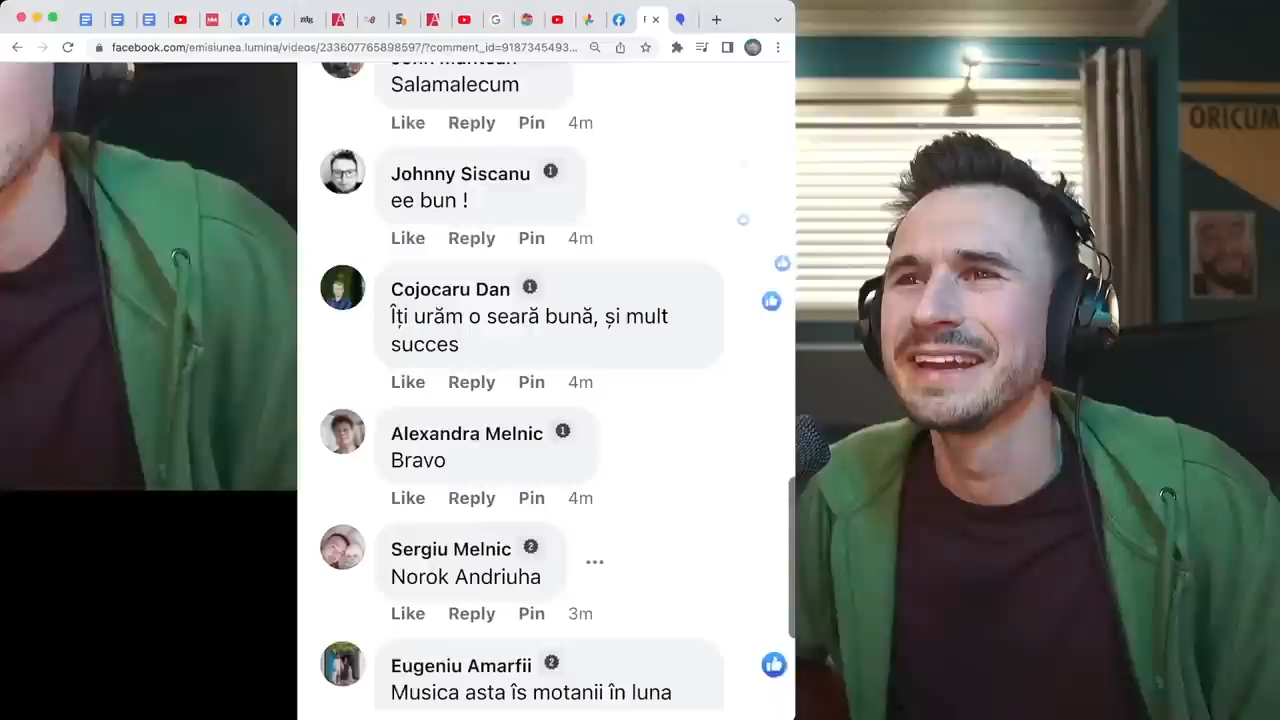 facebook.com/emisiunea.lumina/videos/233607765898597/?comment_id=9187345493...
Salamalecum
Like Reply Pin 4m
Johnny Siscanu
ee bun !
Like Reply Pin 4m
Cojocaru Dan
Îți urăm o seară bună, și mult
succes
Like Reply Pin 4m
Alexandra Melnic
Bravo
Like Reply Pin 4m
Sergiu Melnic
Norok Andriuha
Like Reply Pin 3m
Eugeniu Amarfii
Musica asta îs motanii în luna
ORICUM